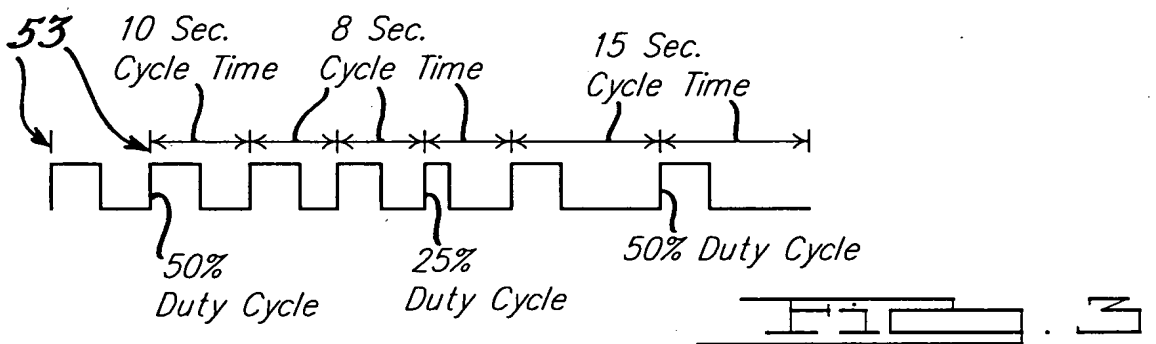 53
10 Sec.
Cycle Time
8 Sec.
Cycle Time
15 Sec.
Cycle Time
50%
Duty Cycle
25%
Duty Cycle
50% Duty Cycle
Fig. 3